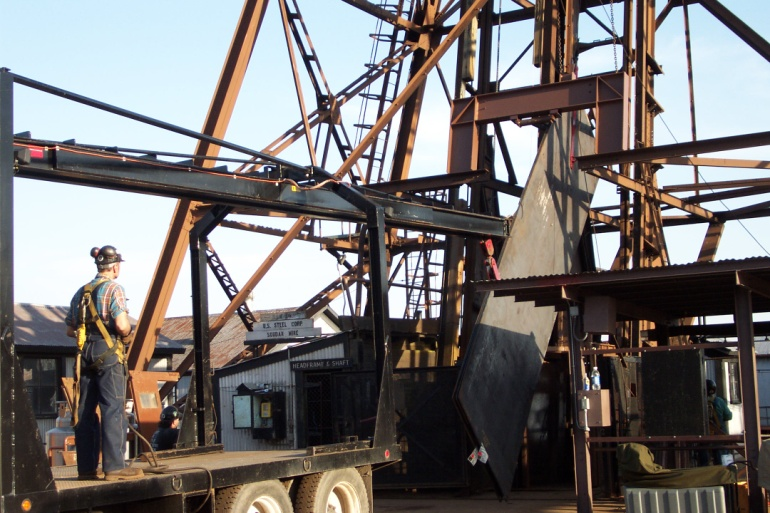 U.S. STEEL CORP
SOUDAN MINE
HEADFRAME & SHAFT